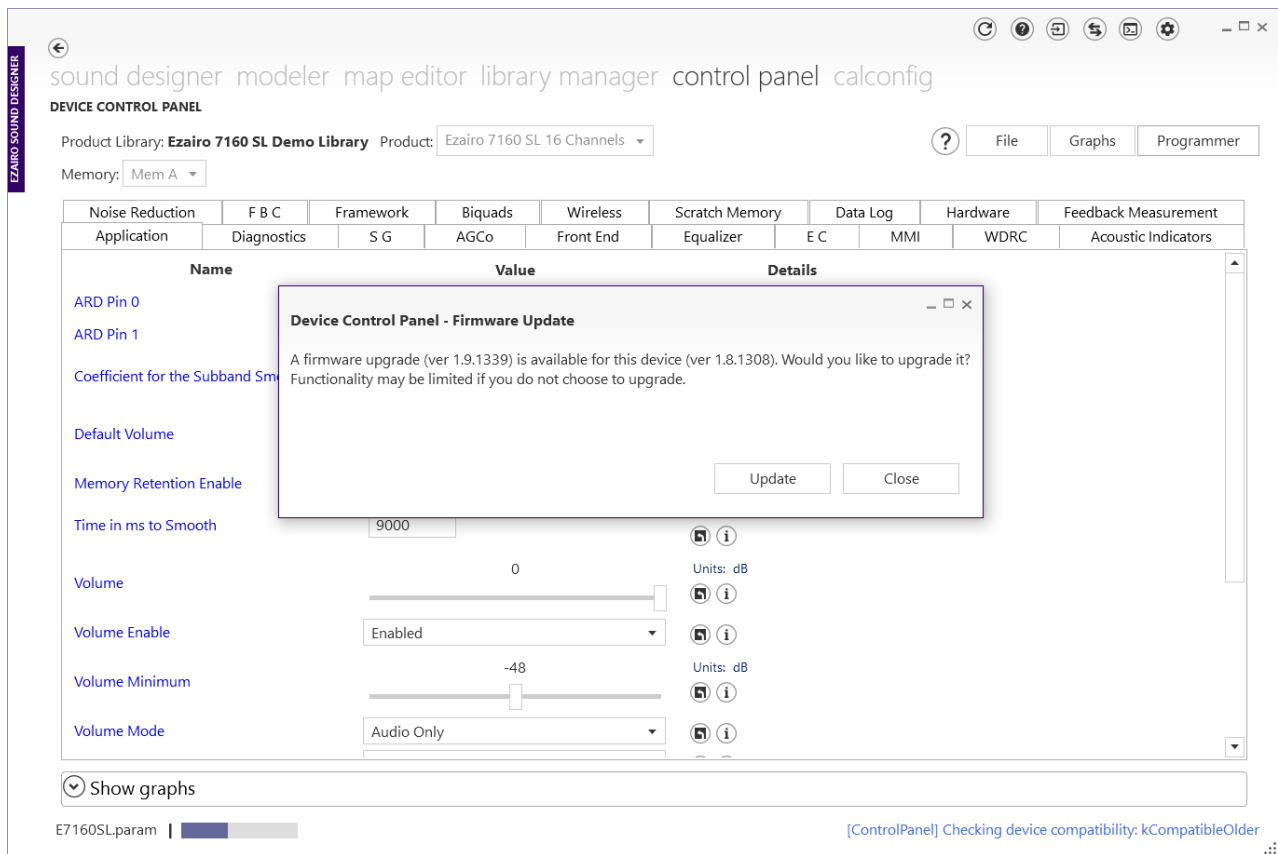 EZAIRO SOUND DESIGNER
sound designer modeler map editor library manager control panel calconfig
DEVICE CONTROL PANEL
Product Library: Ezairo 7160 SL Demo Library Product: Ezairo 7160 SL 16 Channels
? File Graphs Programmer
Memory: Mem A
Noise Reduction F B C Framework Biquads Wireless Scratch Memory Data Log Hardware Feedback Measurement
Application Diagnostics S G AGCo Front End Equalizer E C MMI WDRC Acoustic Indicators
Name Value Details
ARD Pin 0
ARD Pin 1
Coefficient for the Subband Smo
Default Volume
Memory Retention Enable
Device Control Panel - Firmware Update
A firmware upgrade (ver 1.9.1339) is available for this device (ver 1.8.1308). Would you like to upgrade it?
Functionality may be limited if you do not choose to upgrade.
Update Close
Time in ms to Smooth 9000
0 Units: dB
Volume
Volume Enable Enabled
-48 Units: dB
Volume Minimum
Volume Mode Audio Only
Show graphs
E7160SL.param | [ControlPanel] Checking device compatibility: kCompatibleOlder